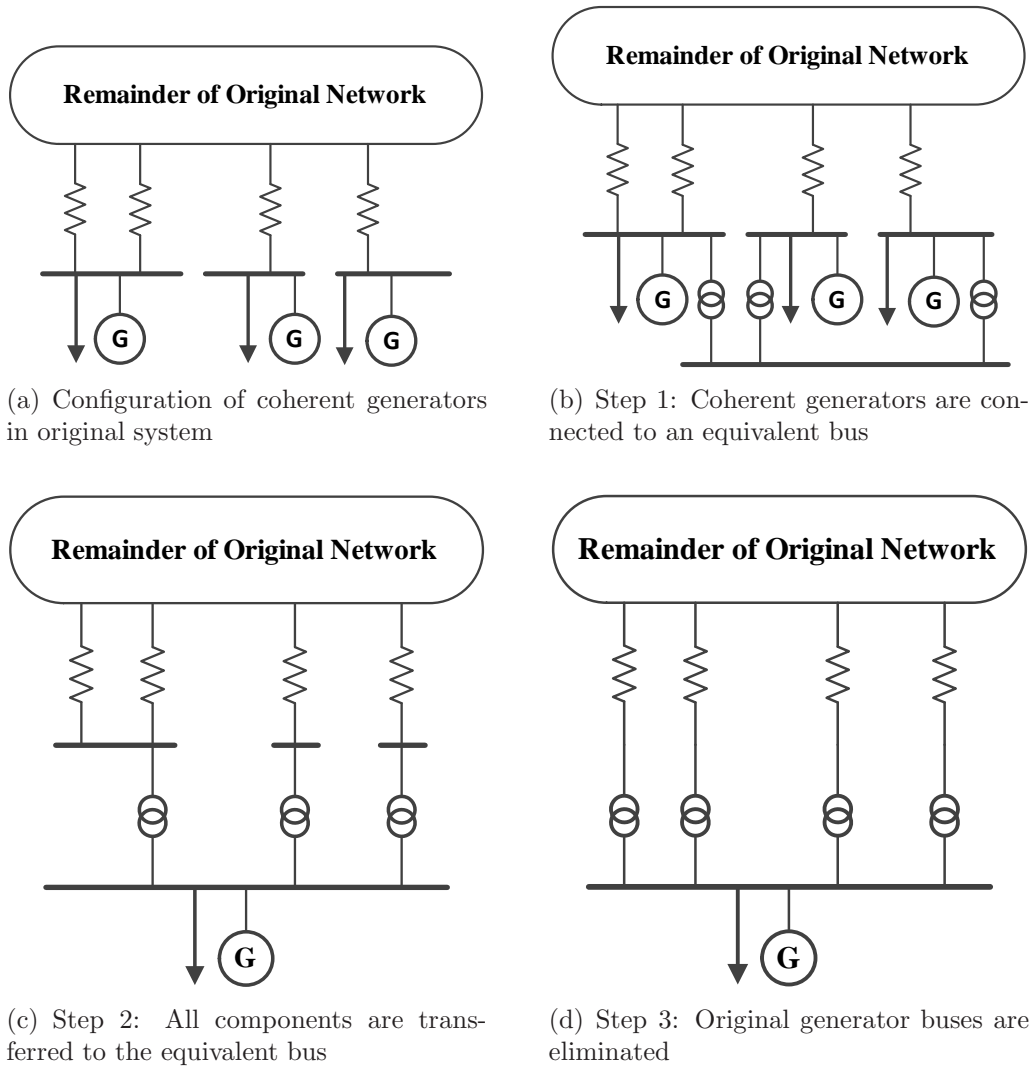 Remainder of Original Network
G
G
G
(a) Configuration of coherent generators
in original system
Remainder of Original Network
G
G
G
(b) Step 1: Coherent generators are con-
nected to an equivalent bus
Remainder of Original Network
G
(c) Step 2: All components are trans-
ferred to the equivalent bus
Remainder of Original Network
G
(d) Step 3: Original generator buses are
eliminated